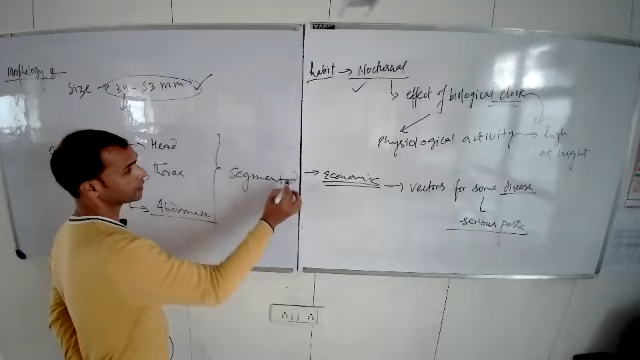 Morphology &
size → 34 - 53 mm ✓
Head
Thorax
Abdomen
segment
habit → Nocturnal
effect of biological clock
Physiological activity → high
at night
→ Economic → vectors for some disease
serious pests